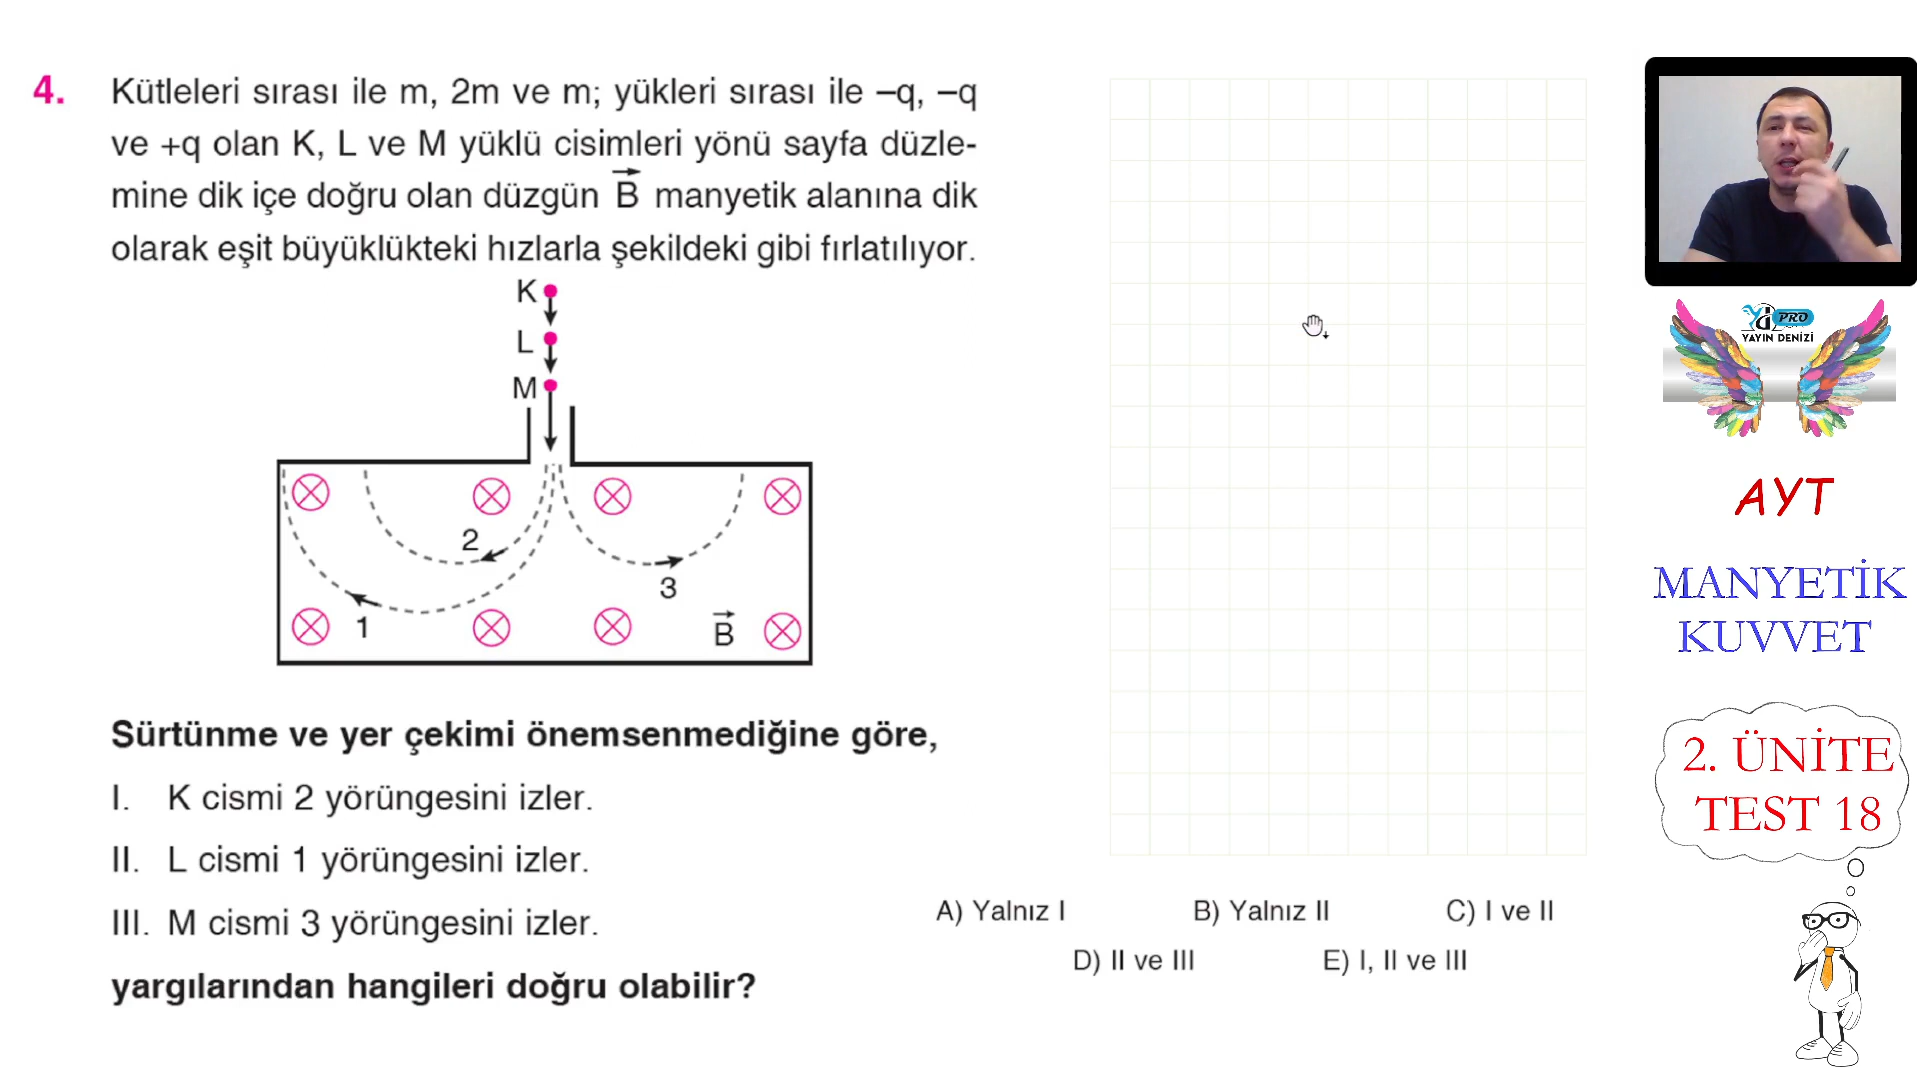 4. Kütleleri sırası ile m, 2m ve m; yükleri sırası ile –q, –q
ve +q olan K, L ve M yüklü cisimleri yönü sayfa düzle-
mine dik içe doğru olan düzgün B manyetik alanına dik
olarak eşit büyüklükteki hızlarla şekildeki gibi fırlatılıyor.
K
L
M
2
3
1
B
Sürtünme ve yer çekimi önemsenmediğine göre,
I. K cismi 2 yörüngesini izler.
II. L cismi 1 yörüngesini izler.
III. M cismi 3 yörüngesini izler.
yargılarından hangileri doğru olabilir?
A) Yalnız I B) Yalnız II C) I ve II
D) II ve III E) I, II ve III
PRO
YAYIN DENİZİ
AYT
MANYETİK
KUVVET
2. ÜNİTE
TEST 18